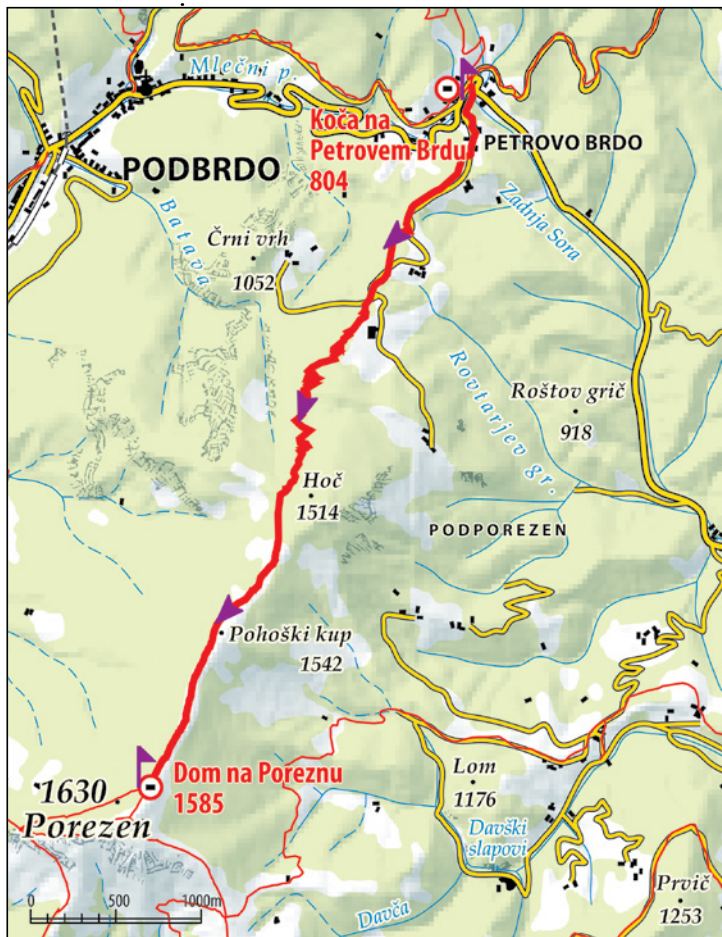 Mlečni p.
Koča na
Petrovem Brdu
804
PETROVO BRDO
PODBRDO
Zadnja Sora
Batava
Črni vrh
1052
Rovtarjev gr.
Roštov grič
918
Hoč
1514
PODPOREZEN
Pohoški kup
1542
Dom na Poreznu
1585
1630
Porezen
Lom
1176
Davški
slapovi
Prvič
1253
Davča
0 500 1000m